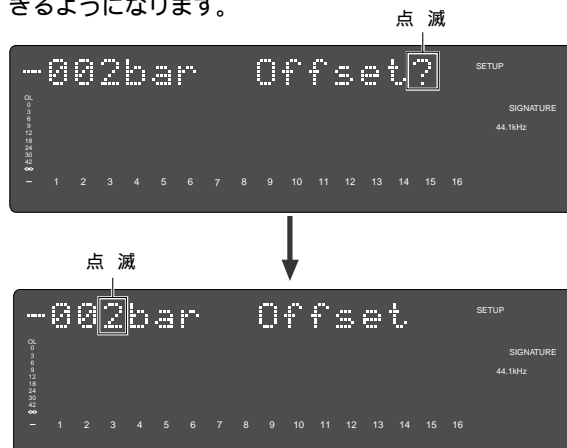 きるようになります。
点 滅
-002bar Offset?
SETUP
OL
0
3
6
9
12
18
24
30
42
∞
SIGNATURE
44.1kHz
- 1 2 3 4 5 6 7 8 9 10 11 12 13 14 15 16
点 滅
-002bar Offset
SETUP
OL
0
3
6
9
12
18
24
30
42
∞
SIGNATURE
44.1kHz
- 1 2 3 4 5 6 7 8 9 10 11 12 13 14 15 16